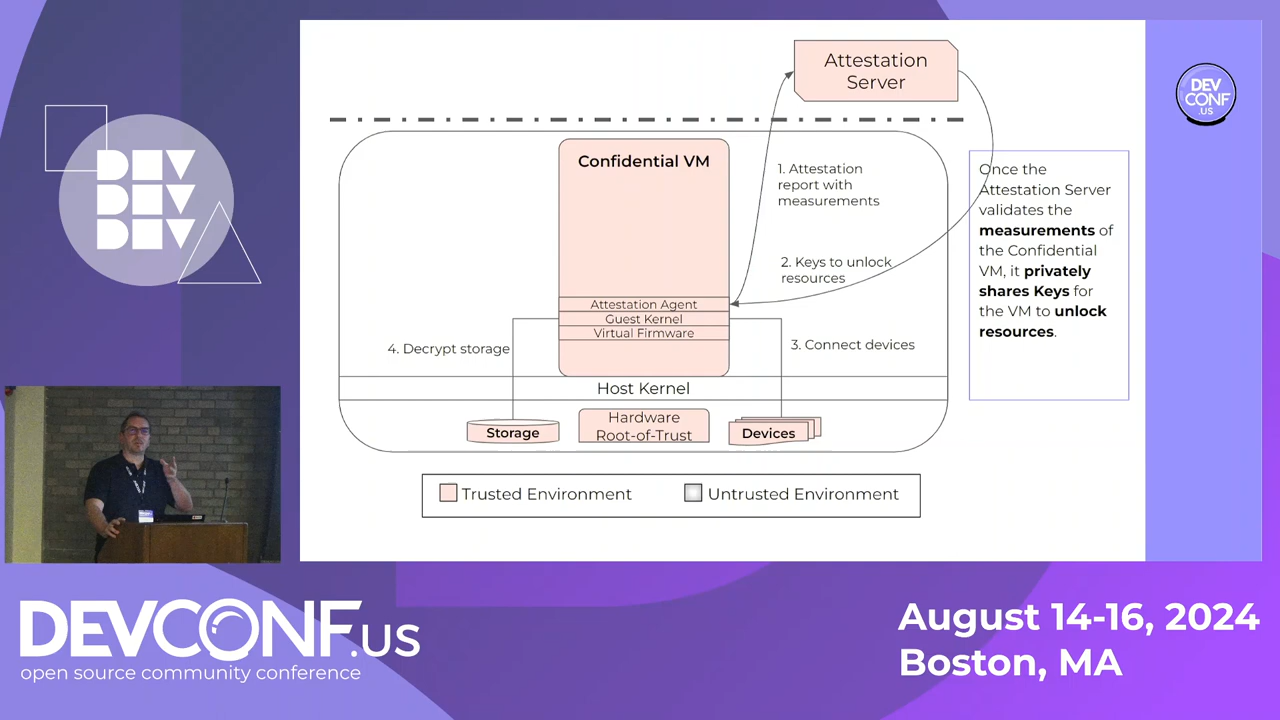 Attestation
Server
DEV
CONF
.US
DEV
DEV
DEV
Confidential VM
1. Attestation
report with
measurements
2. Keys to unlock
resources
Once the
Attestation Server
validates the
measurements of
the Confidential
VM, it privately
shares Keys for
the VM to unlock
resources.
Attestation Agent
Guest Kernel
Virtual Firmware
4. Decrypt storage
3. Connect devices
Host Kernel
Storage
Hardware
Root-of-Trust
Devices
Trusted Environment
Untrusted Environment
DEVCONF.US
open source community conference
August 14-16, 2024
Boston, MA